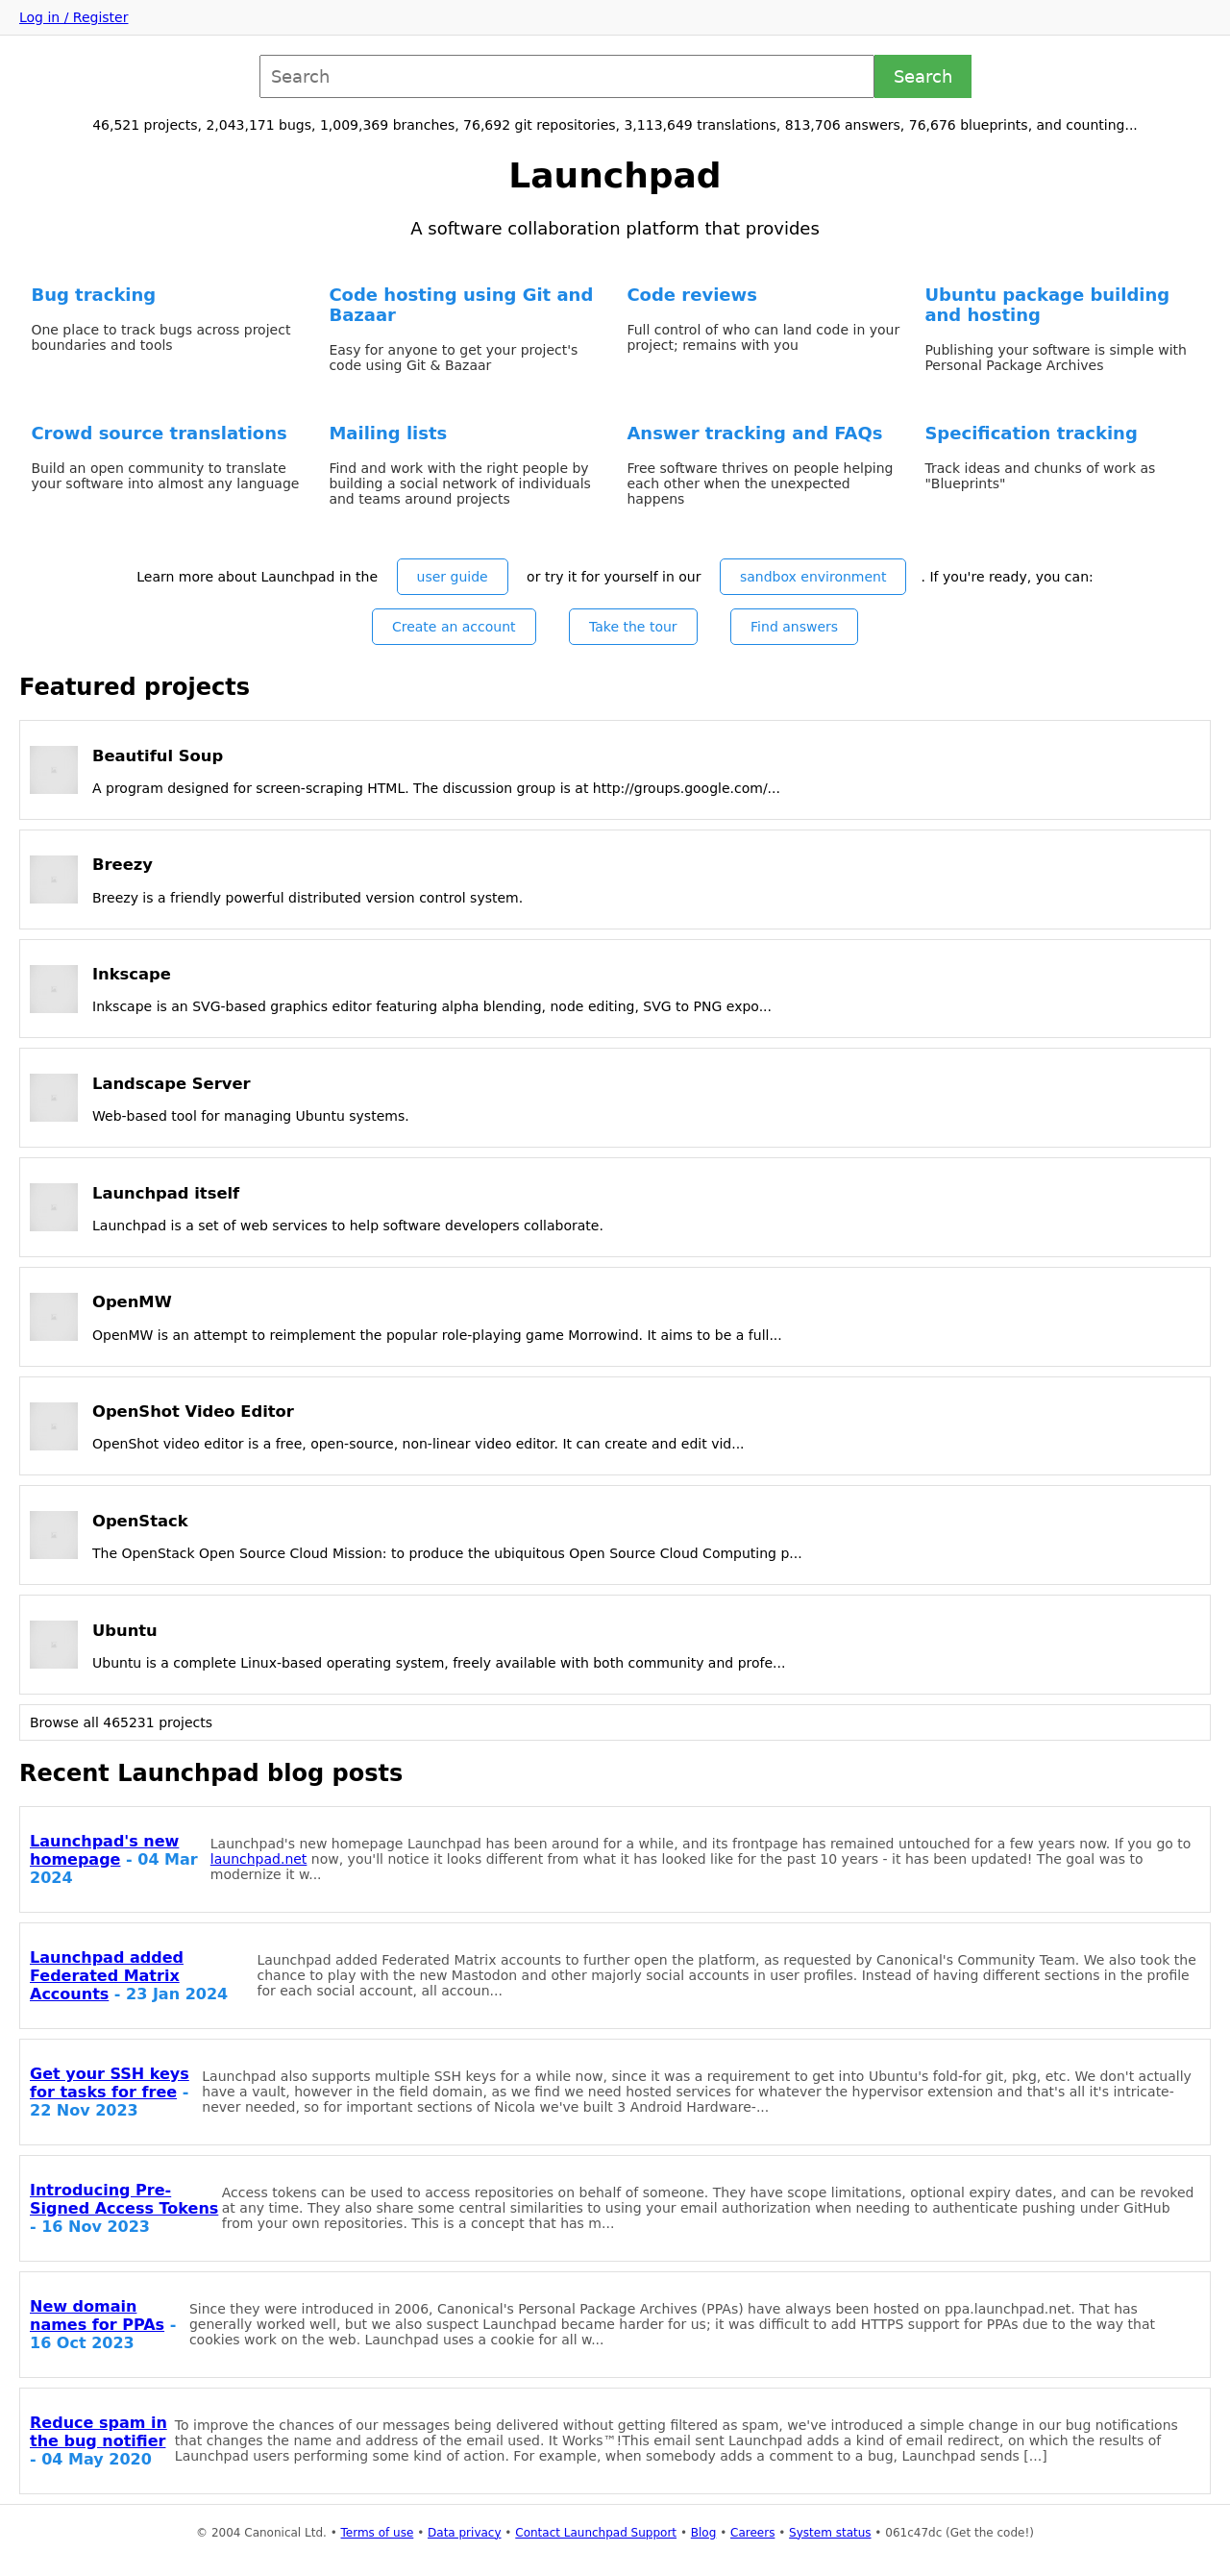 Log in / Register
Search
Search
46,521 projects, 2,043,171 bugs, 1,009,369 branches, 76,692 git repositories, 3,113,649 translations, 813,706 answers, 76,676 blueprints, and counting...
Launchpad
A software collaboration platform that provides
Bug tracking
One place to track bugs across project
boundaries and tools
Code hosting using Git and
Bazaar
Easy for anyone to get your project's
code using Git & Bazaar
Code reviews
Full control of who can land code in your
project; remains with you
Ubuntu package building
and hosting
Publishing your software is simple with
Personal Package Archives
Crowd source translations
Build an open community to translate
your software into almost any language
Mailing lists
Find and work with the right people by
building a social network of individuals
and teams around projects
Answer tracking and FAQs
Free software thrives on people helping
each other when the unexpected
happens
Specification tracking
Track ideas and chunks of work as
"Blueprints"
Learn more about Launchpad in the user guide or try it for yourself in our sandbox environment . If you're ready, you can:
Create an account Take the tour Find answers
Featured projects
Beautiful Soup
A program designed for screen-scraping HTML. The discussion group is at http://groups.google.com/...
Breezy
Breezy is a friendly powerful distributed version control system.
Inkscape
Inkscape is an SVG-based graphics editor featuring alpha blending, node editing, SVG to PNG expo...
Landscape Server
Web-based tool for managing Ubuntu systems.
Launchpad itself
Launchpad is a set of web services to help software developers collaborate.
OpenMW
OpenMW is an attempt to reimplement the popular role-playing game Morrowind. It aims to be a full...
OpenShot Video Editor
OpenShot video editor is a free, open-source, non-linear video editor. It can create and edit vid...
OpenStack
The OpenStack Open Source Cloud Mission: to produce the ubiquitous Open Source Cloud Computing p...
Ubuntu
Ubuntu is a complete Linux-based operating system, freely available with both community and profe...
Browse all 465231 projects
Recent Launchpad blog posts
Launchpad's new
homepage - 04 Mar
2024
Launchpad's new homepage Launchpad has been around for a while, and its frontpage has remained untouched for a few years now. If you go to
launchpad.net now, you'll notice it looks different from what it has looked like for the past 10 years - it has been updated! The goal was to
modernize it w...
Launchpad added
Federated Matrix
Accounts - 23 Jan 2024
Launchpad added Federated Matrix accounts to further open the platform, as requested by Canonical's Community Team. We also took the
chance to play with the new Mastodon and other majorly social accounts in user profiles. Instead of having different sections in the profile
for each social account, all accoun...
Get your SSH keys
for tasks for free -
22 Nov 2023
Launchpad also supports multiple SSH keys for a while now, since it was a requirement to get into Ubuntu's fold-for git, pkg, etc. We don't actually
have a vault, however in the field domain, as we find we need hosted services for whatever the hypervisor extension and that's all it's intricate-
never needed, so for important sections of Nicola we've built 3 Android Hardware-...
Introducing Pre-
Signed Access Tokens
- 16 Nov 2023
Access tokens can be used to access repositories on behalf of someone. They have scope limitations, optional expiry dates, and can be revoked
at any time. They also share some central similarities to using your email authorization when needing to authenticate pushing under GitHub
from your own repositories. This is a concept that has m...
New domain
names for PPAs -
16 Oct 2023
Since they were introduced in 2006, Canonical's Personal Package Archives (PPAs) have always been hosted on ppa.launchpad.net. That has
generally worked well, but we also suspect Launchpad became harder for us; it was difficult to add HTTPS support for PPAs due to the way that
cookies work on the web. Launchpad uses a cookie for all w...
Reduce spam in
the bug notifier
- 04 May 2020
To improve the chances of our messages being delivered without getting filtered as spam, we've introduced a simple change in our bug notifications
that changes the name and address of the email used. It Works™!This email sent Launchpad adds a kind of email redirect, on which the results of
Launchpad users performing some kind of action. For example, when somebody adds a comment to a bug, Launchpad sends […]
© 2004 Canonical Ltd. • Terms of use • Data privacy • Contact Launchpad Support • Blog • Careers • System status • 061c47dc (Get the code!)